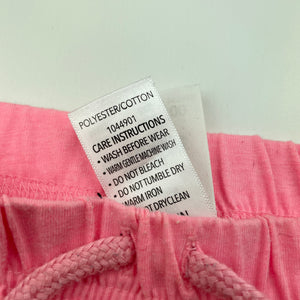 POLYESTER/COTTON
1044901
CARE INSTRUCTIONS
• WASH BEFORE WEAR
• WARM GENTLE MACHINE WASH
• DO NOT BLEACH
• DO NOT TUMBLE DRY
WARM IRON
NOT DRYCLEAN